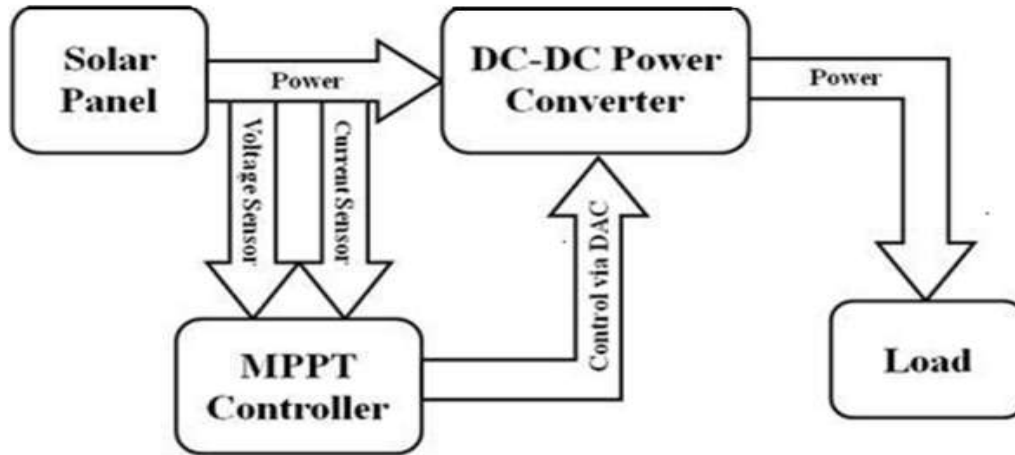 Solar
Panel
Power
DC-DC Power
Converter
Power
Voltage Sensor
Current Sensor
Control via DAC
MPPT
Controller
Load